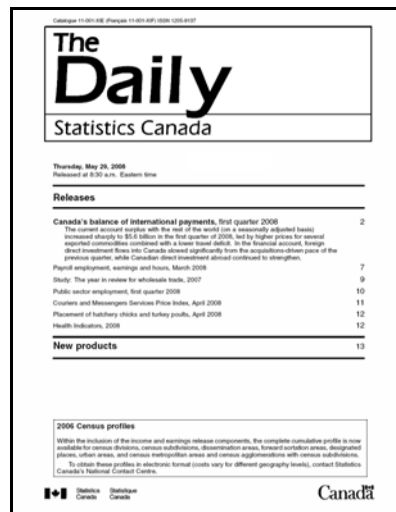 Catalogue 11-001-XIE (Français 11-001-XIF) ISSN 1205-9137
The
Daily
Statistics Canada
Thursday, May 29, 2008
Released at 8:30 a.m. Eastern time
Releases
Canada's balance of international payments, first quarter 2008 2
The current account surplus with the rest of the world (on a seasonally adjusted basis)
increased sharply to $5.6 billion in the first quarter of 2008, led by higher prices for several
exported commodities combined with a lower travel deficit. In the financial account, foreign
direct investment flows into Canada slowed significantly from the acquisitions-driven pace of the
previous quarter, while Canadian direct investment abroad continued to strengthen.
Payroll employment, earnings and hours, March 2008 7
Study: The year in review for wholesale trade, 2007 9
Public sector employment, first quarter 2008 10
Couriers and Messengers Services Price Index, April 2008 11
Placement of hatchery chicks and turkey poults, April 2008 12
Health Indicators, 2008 12
New products 13
2006 Census profiles
Within the inclusion of the income and earnings release components, the complete cumulative profile is now
available for census divisions, census subdivisions, dissemination areas, forward sortation areas, designated
places, urban areas, and census metropolitan areas and census agglomerations with census subdivisions.
To obtain these profiles in electronic format (costs vary for different geography levels), contact Statistics
Canada's National Contact Centre.
Statistics Statistique
Canada Canada
Canada